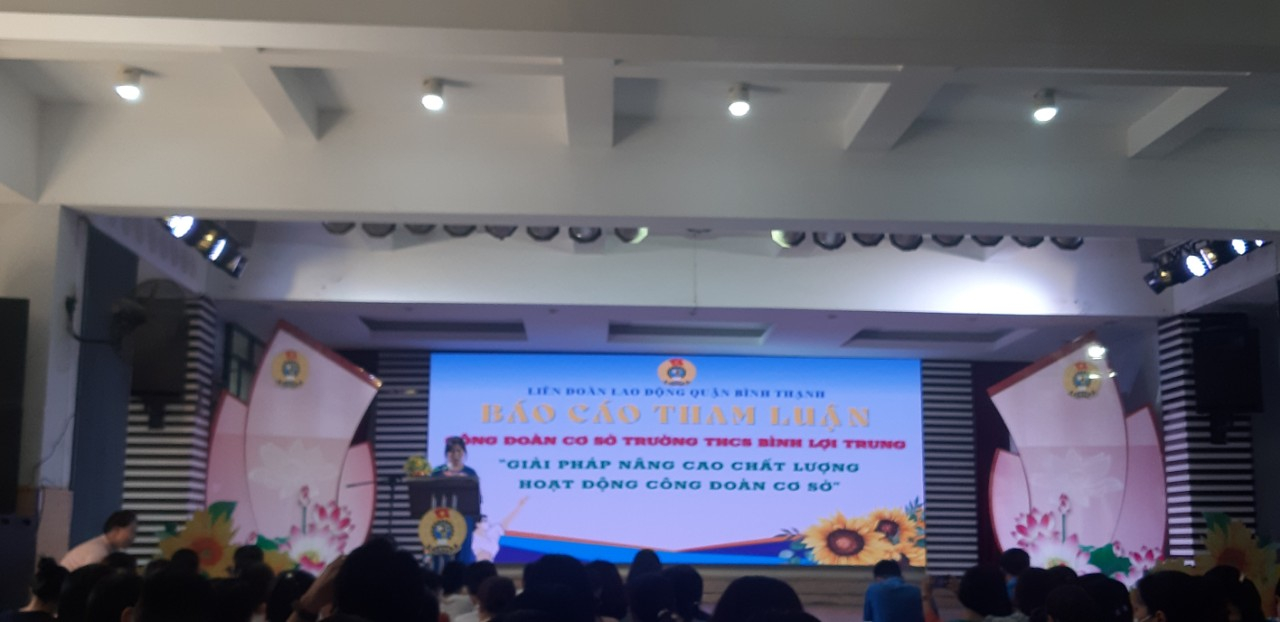 LIÊN ĐOÀN LAO ĐỘNG QUẬN BÌNH THẠNH
BÁO CÁO THAM LUẬN
CÔNG ĐOÀN CƠ SỞ TRƯỜNG THCS BÌNH LỢI TRUNG
"GIẢI PHÁP NÂNG CAO CHẤT LƯỢNG
HOẠT ĐỘNG CÔNG ĐOÀN CƠ SỞ"